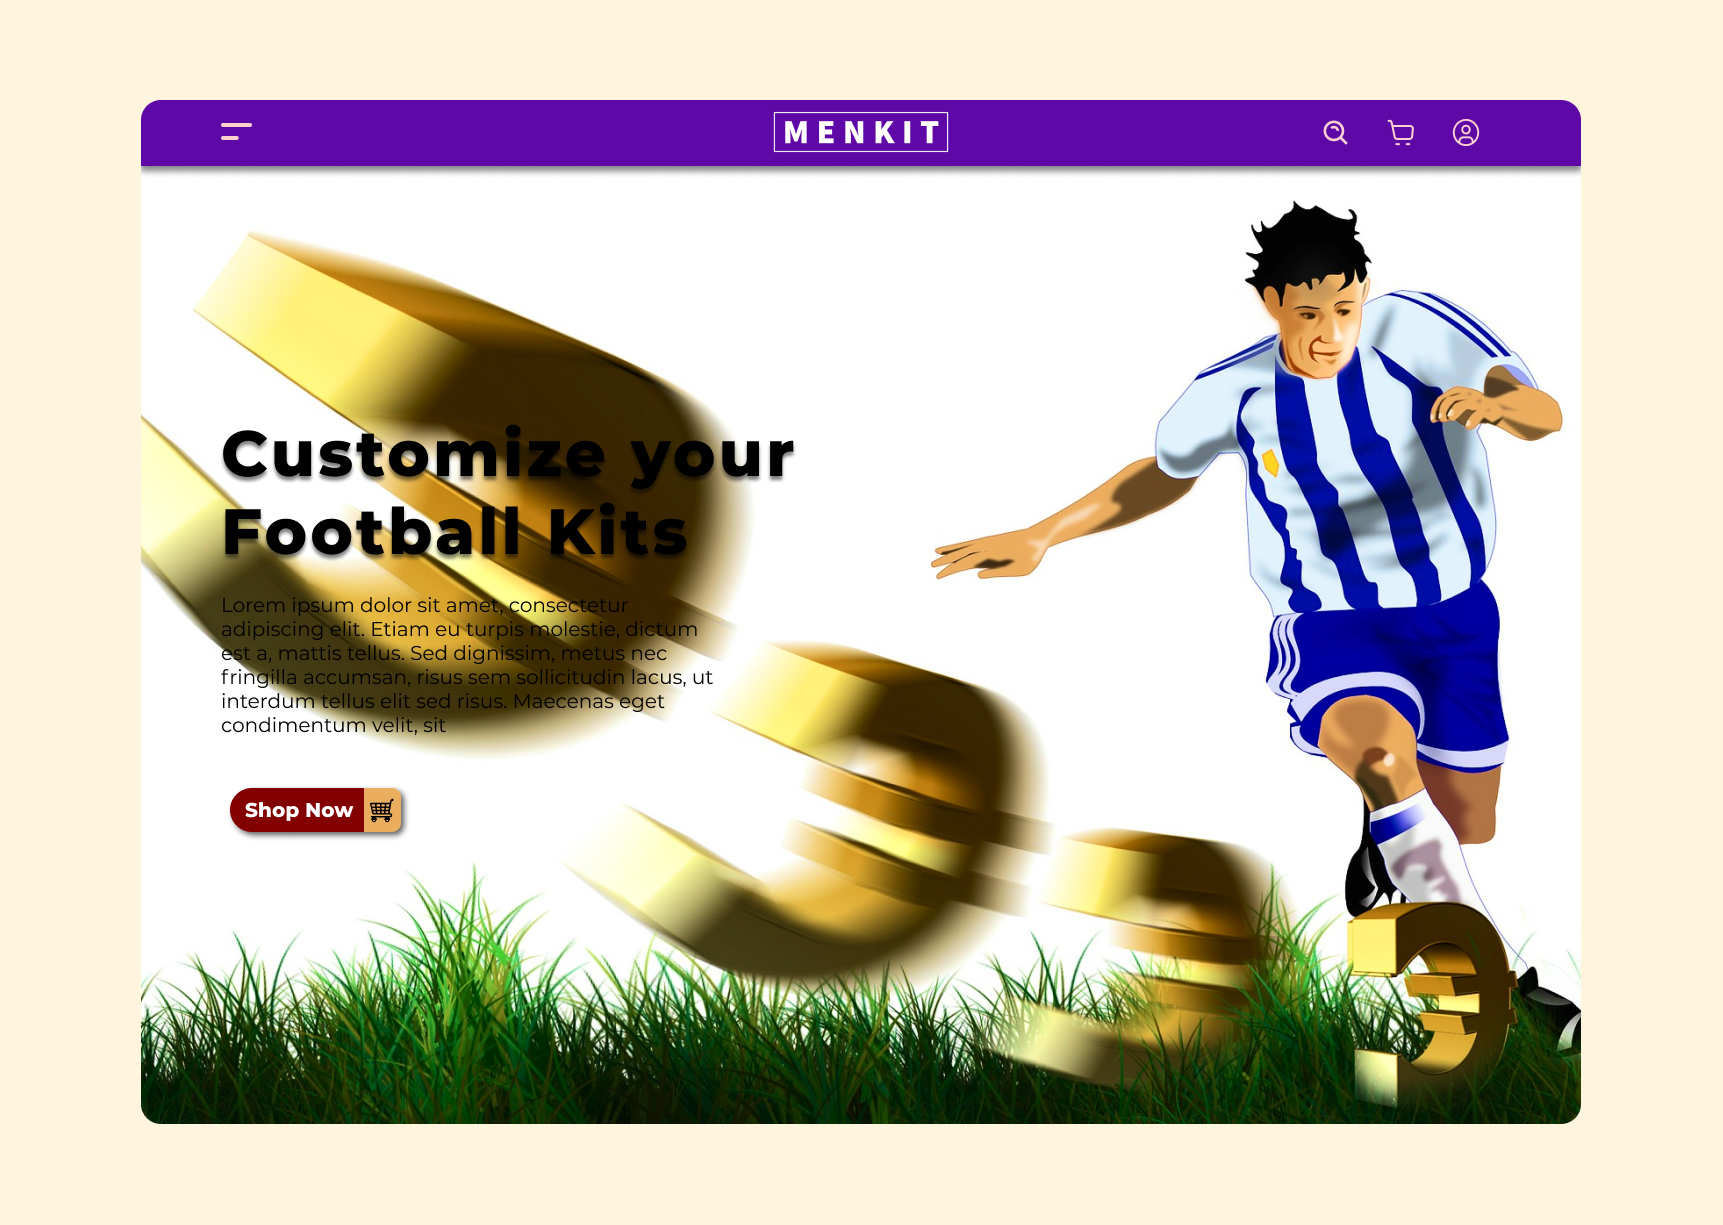 MENKIT
Customize your
Football Kits
Lorem ipsum dolor sit amet, consectetur
adipiscing elit. Etiam eu turpis molestie, dictum
est a, mattis tellus. Sed dignissim, metus nec
fringilla accumsan, risus sem sollicitudin lacus, ut
interdum tellus elit sed risus. Maecenas eget
condimentum velit, sit
Shop Now